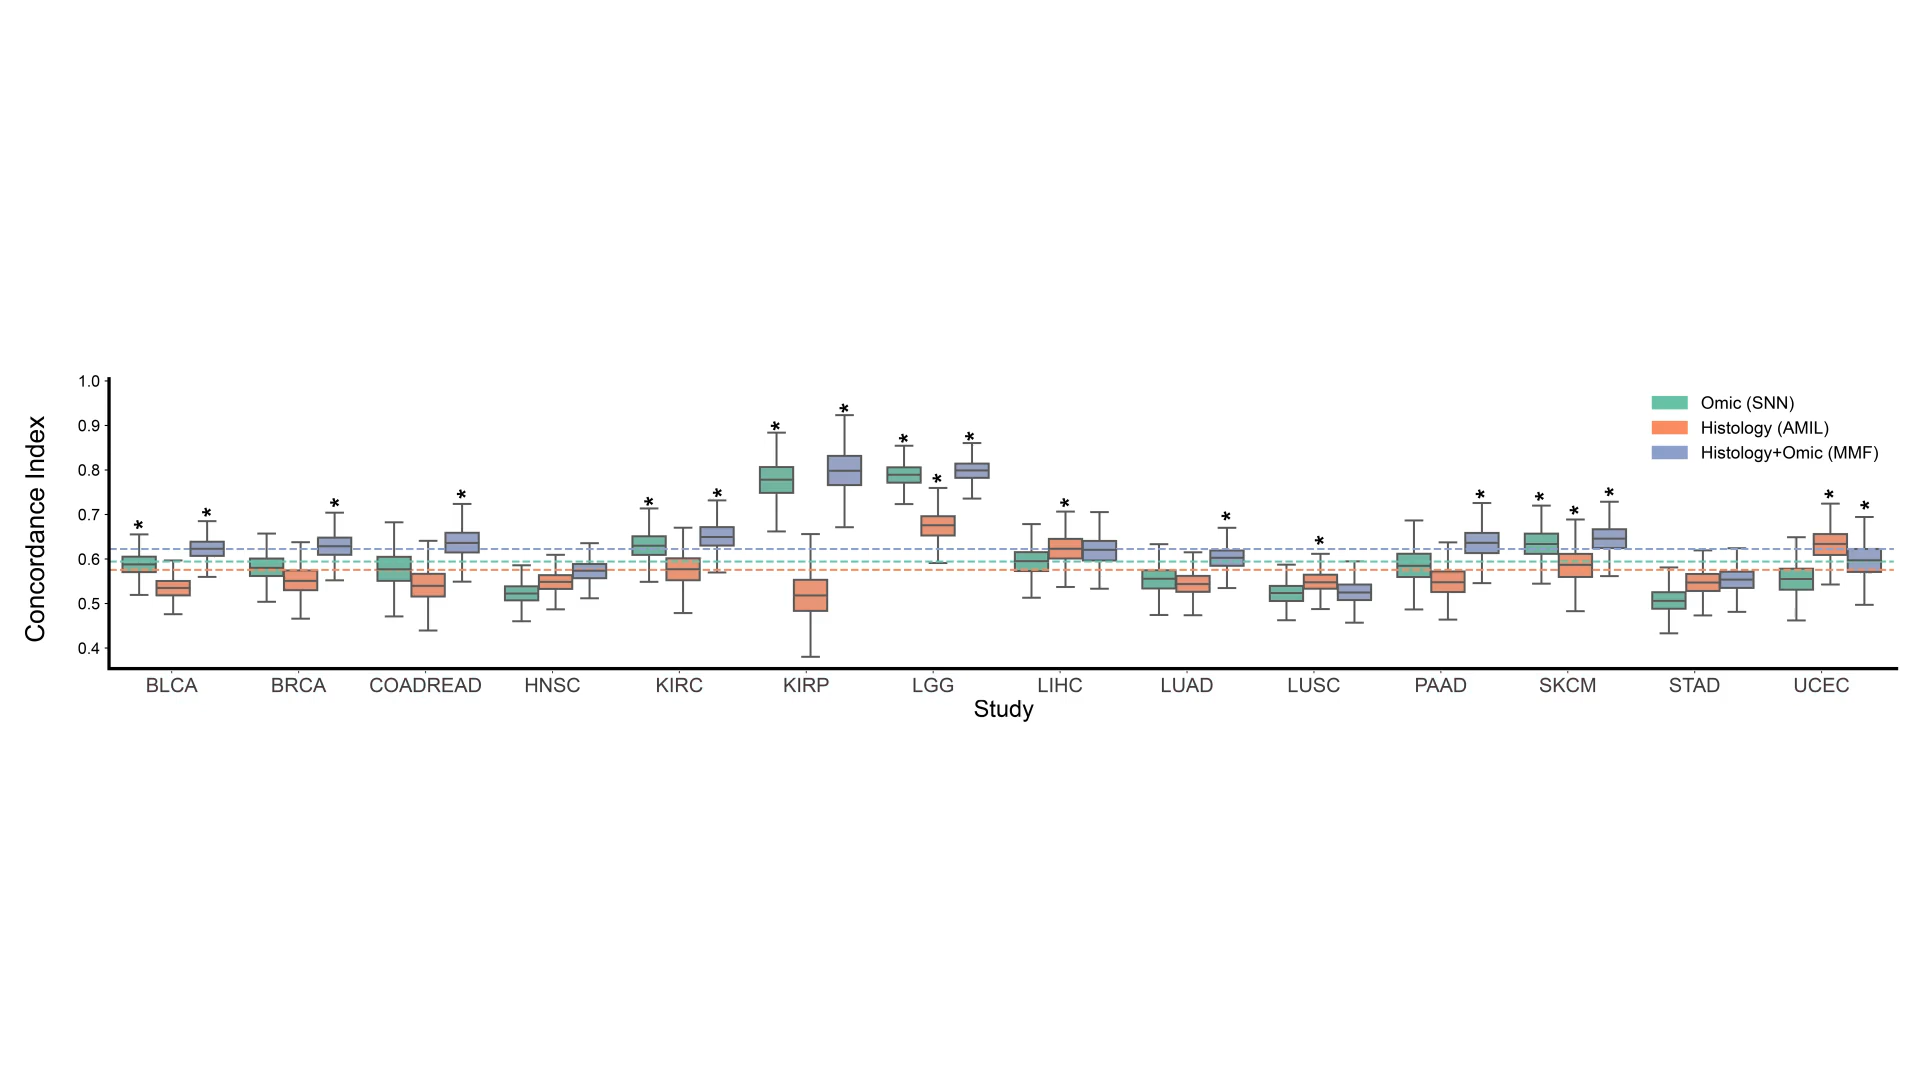 1.0
0.9
0.8
0.7
0.6
0.5
0.4
Concordance Index
Omic (SNN)
Histology (AMIL)
Histology+Omic (MMF)
* * * * * * * * * * * * * * * * * * * * *
BLCA BRCA COADREAD HNSC KIRC KIRP LGG LIHC LUAD LUSC PAAD SKCM STAD UCEC
Study